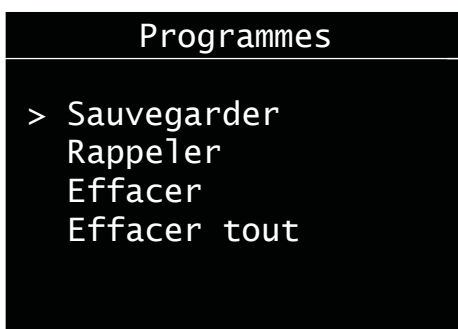 Programmes
> Sauvegarder
Rappeler
Effacer
Effacer tout